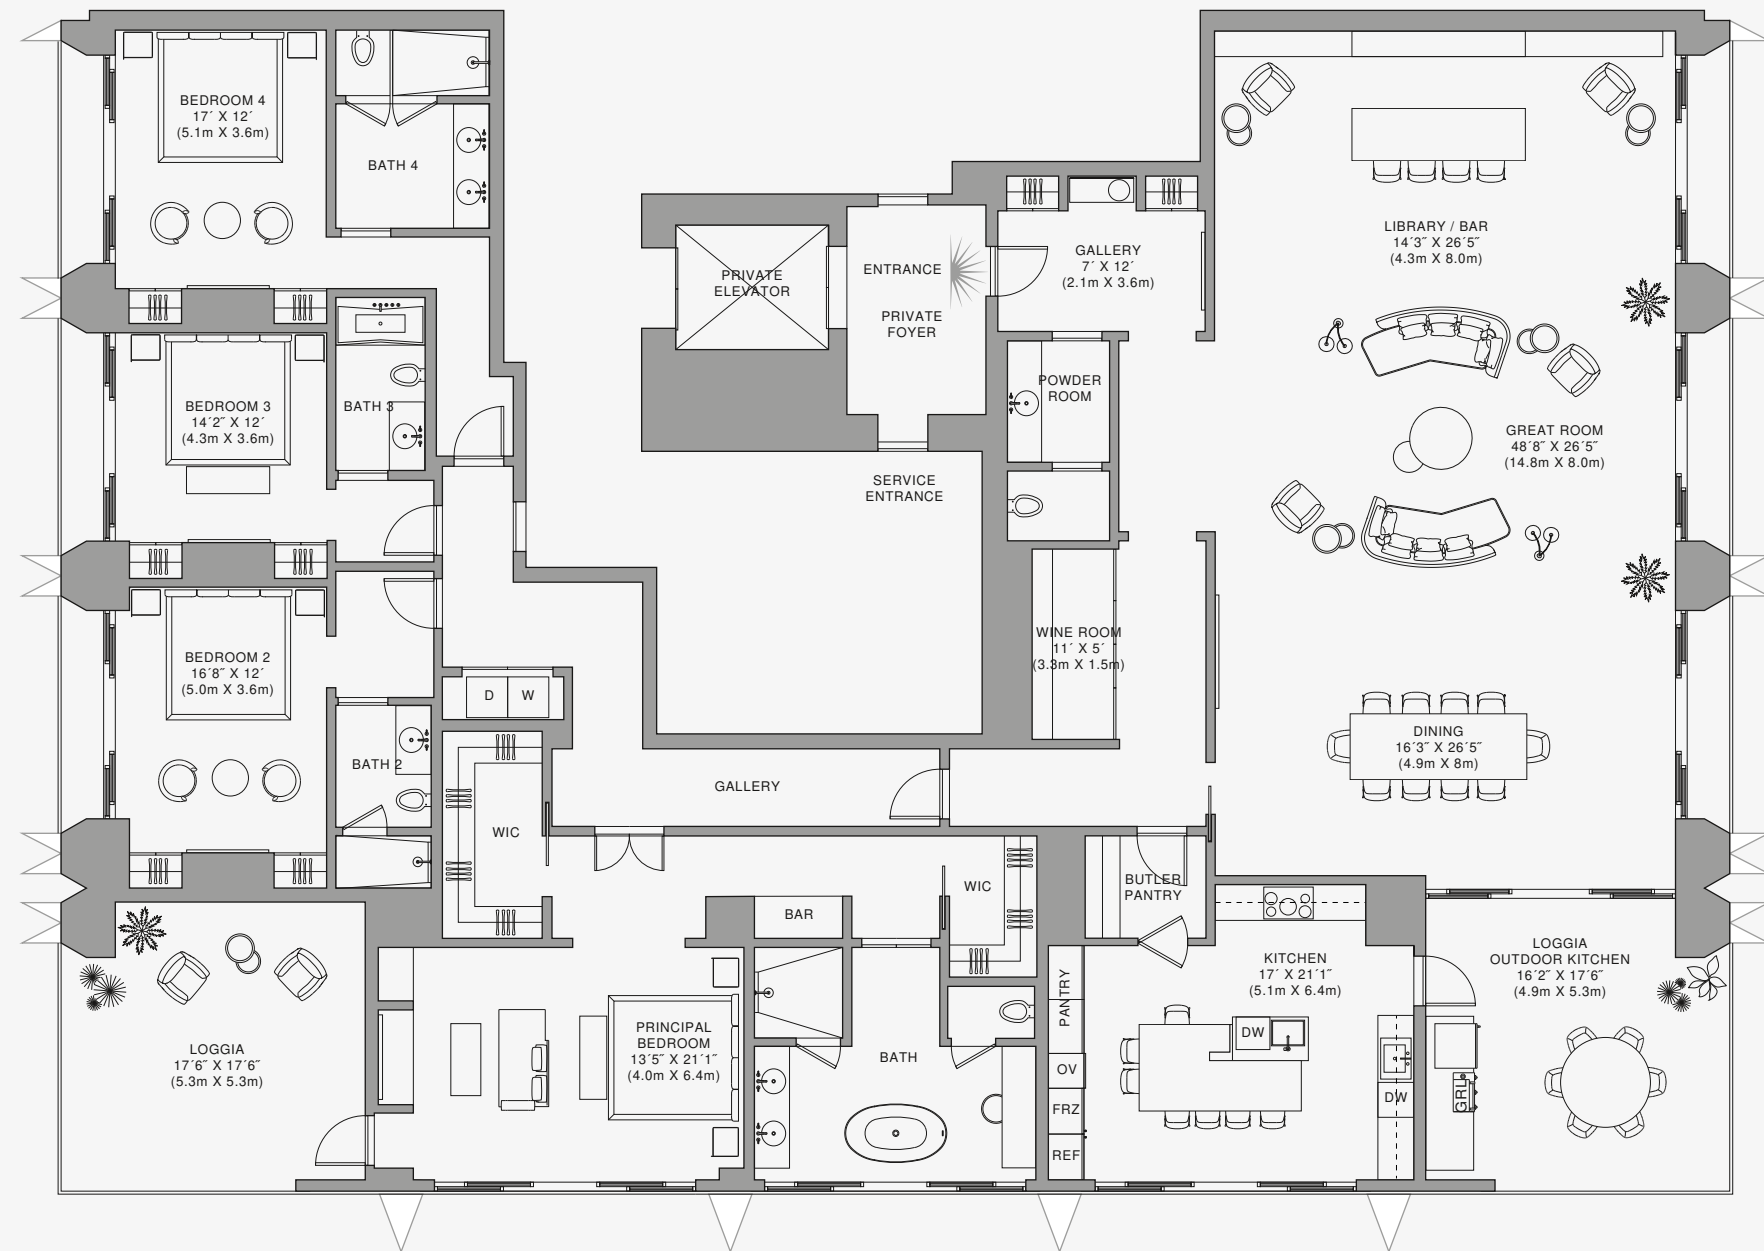 BEDROOM 4
17´ X 12´
(5.1m X 3.6m)
BATH 4
PRIVATE
ELEVATOR
ENTRANCE
PRIVATE
FOYER
GALLERY
7´ X 12´
(2.1m X 3.6m)
LIBRARY / BAR
14´3˝ X 26´5˝
(4.3m X 8.0m)
BEDROOM 3
14´2˝ X 12´
(4.3m X 3.6m)
BATH 3
POWDER
ROOM
GREAT ROOM
48´8˝ X 26´5˝
(14.8m X 8.0m)
SERVICE
ENTRANCE
BEDROOM 2
16´8˝ X 12´
(5.0m X 3.6m)
D
W
WINE ROOM
11´ X 5´
(3.3m X 1.5m)
BATH 2
DINING
16´3˝ X 26´5˝
(4.9m X 8m)
GALLERY
WIC
WIC
BAR
BUTLER
PANTRY
LOGGIA
17´6˝ X 17´6˝
(5.3m X 5.3m)
PRINCIPAL
BEDROOM
13´5˝ X 21´1˝
(4.0m X 6.4m)
BATH
PANTRY
OV
FRZ
REF
KITCHEN
17´ X 21´1˝
(5.1m X 6.4m)
DW
DW
GRL
LOGGIA
OUTDOOR KITCHEN
16´2˝ X 17´6˝
(4.9m X 5.3m)